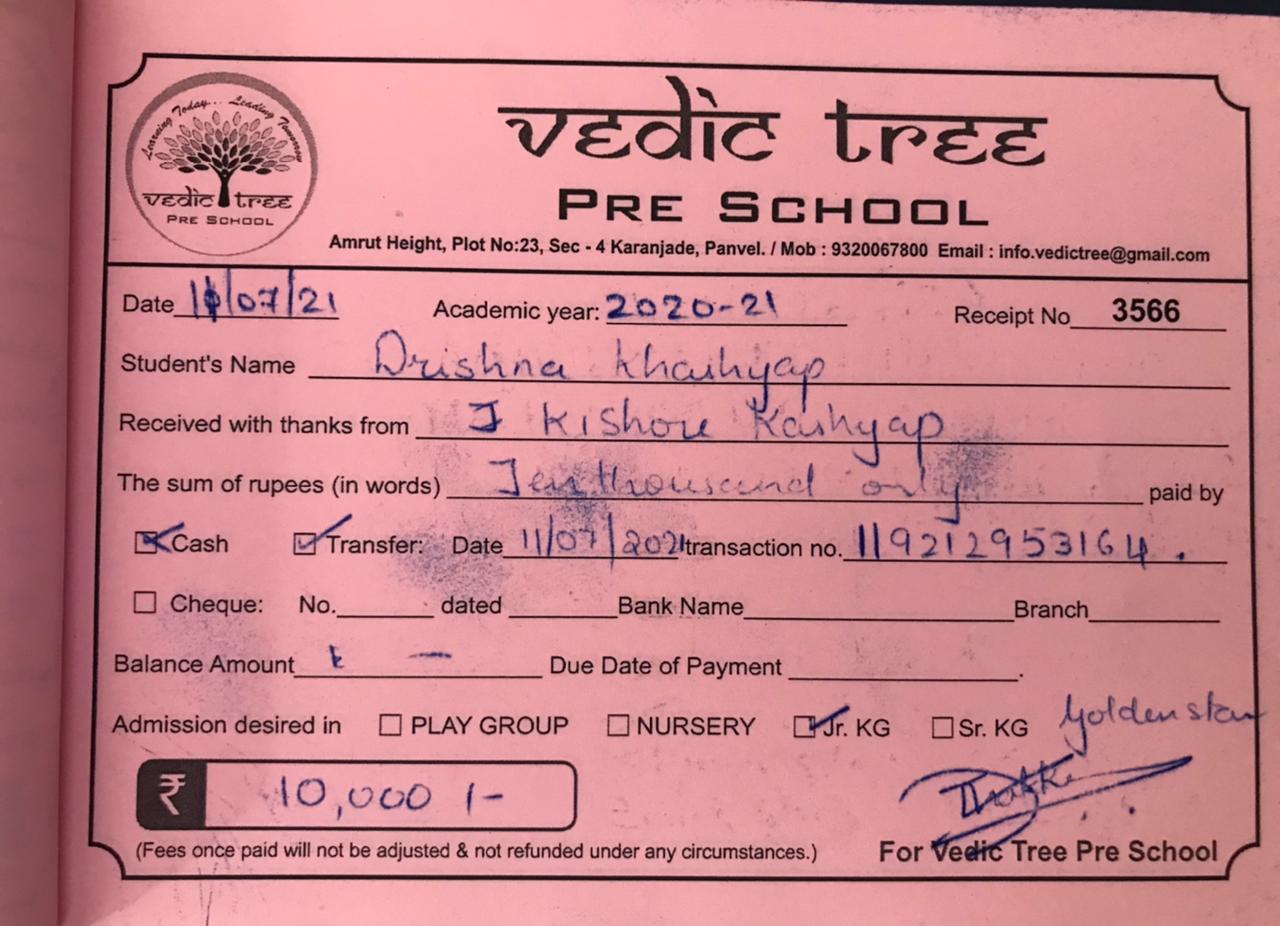 Learning Today... Leading Tomorrow
vedic tree
PRE SCHOOL
vedic tree
PRE SCHOOL
Amrut Height, Plot No:23, Sec - 4 Karanjade, Panvel. / Mob : 9320067800 Email : info.vedictree@gmail.com
Date 11/07/21 Academic year: 2020-21 Receipt No 3566
Student's Name Drishna Khashyap
Received with thanks from J Kishore Kashyap
The sum of rupees (in words) Ten thousand only paid by
Cash Transfer: Date 11/07/2021 transaction no. 119212953164.
Cheque: No. dated Bank Name Branch
Balance Amount - Due Date of Payment .
Admission desired in PLAY GROUP NURSERY Jr. KG Sr. KG Golden star
₹ 10,000 /-
(Fees once paid will not be adjusted & not refunded under any circumstances.) For Vedic Tree Pre School